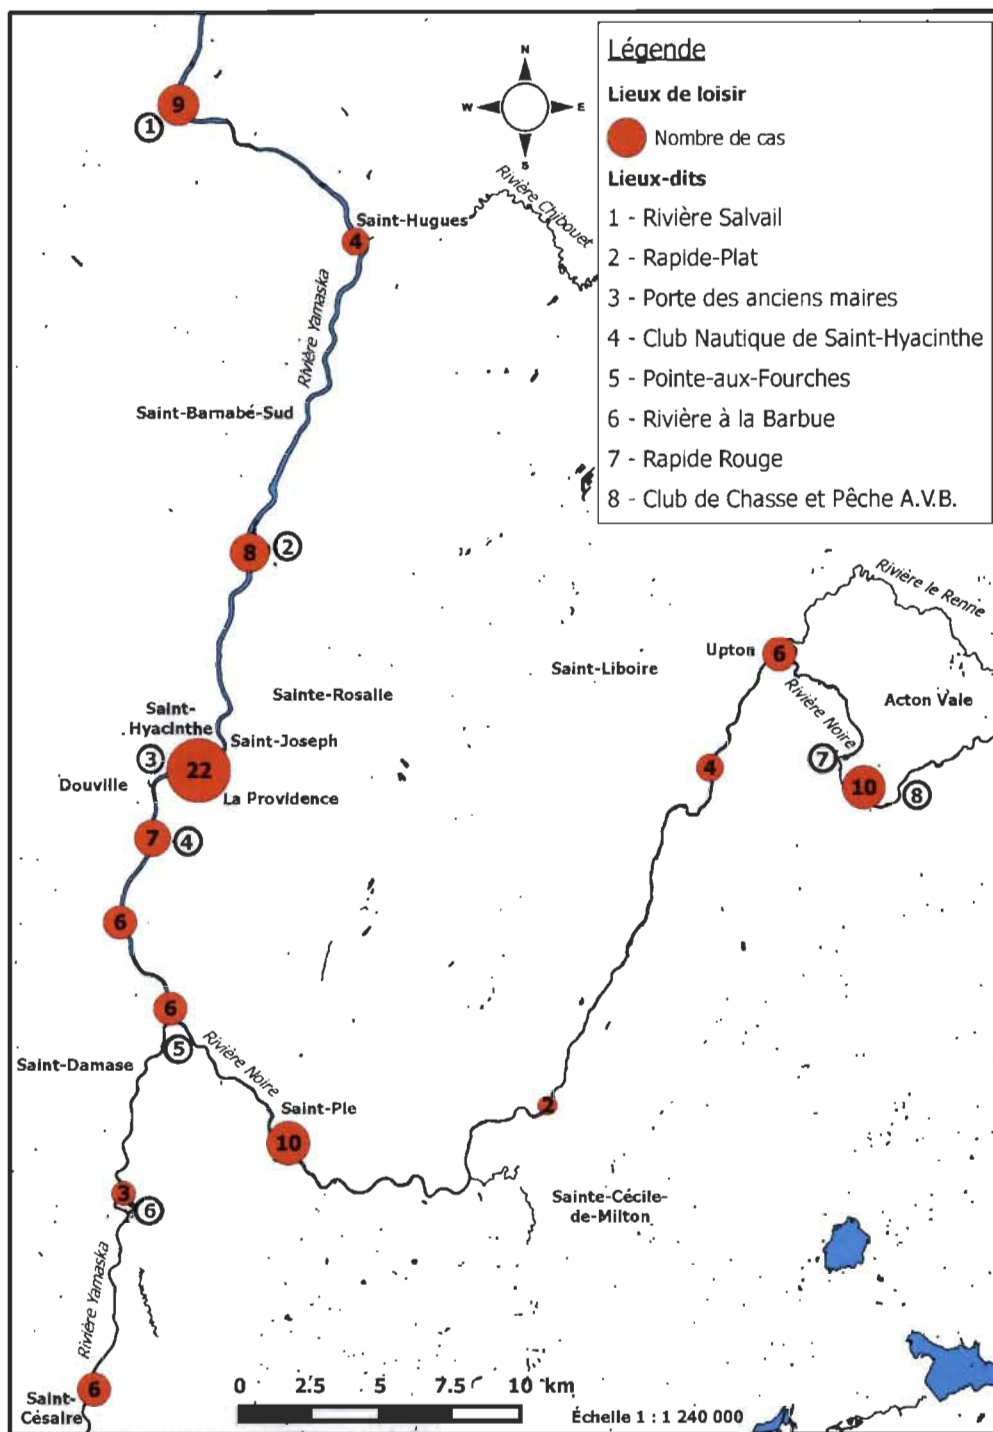 Légende
Lieux de loisir
Nombre de cas
Lieux-dits
1 - Rivière Salvail
2 - Rapide-Plat
3 - Porte des anciens maires
4 - Club Nautique de Saint-Hyacinthe
5 - Pointe-aux-Fourches
6 - Rivière à la Barbue
7 - Rapide Rouge
8 - Club de Chasse et Pêche A.V.B.
N
W
E
S
9
1
Rivière Chibouet
Saint-Hugues
4
Rivière Yamaska
Saint-Barnabé-Sud
8
2
Rivière le Renne
Upton
6
Saint-Liboire
Sainte-Rosalle
Rivière Noire
Acton Vale
Saint-
Hyacinthe
Saint-Joseph
3
22
7
4
10
8
Douville
La Providence
7
4
6
6
5
Rivière Noire
Saint-Damase
Saint-Ple
2
10
3
6
Sainte-Cécile-
de-Milton
Rivière Yamaska
6
Saint-
Césaire
0 2.5 5 7.5 10 km
Échelle 1 : 1 240 000